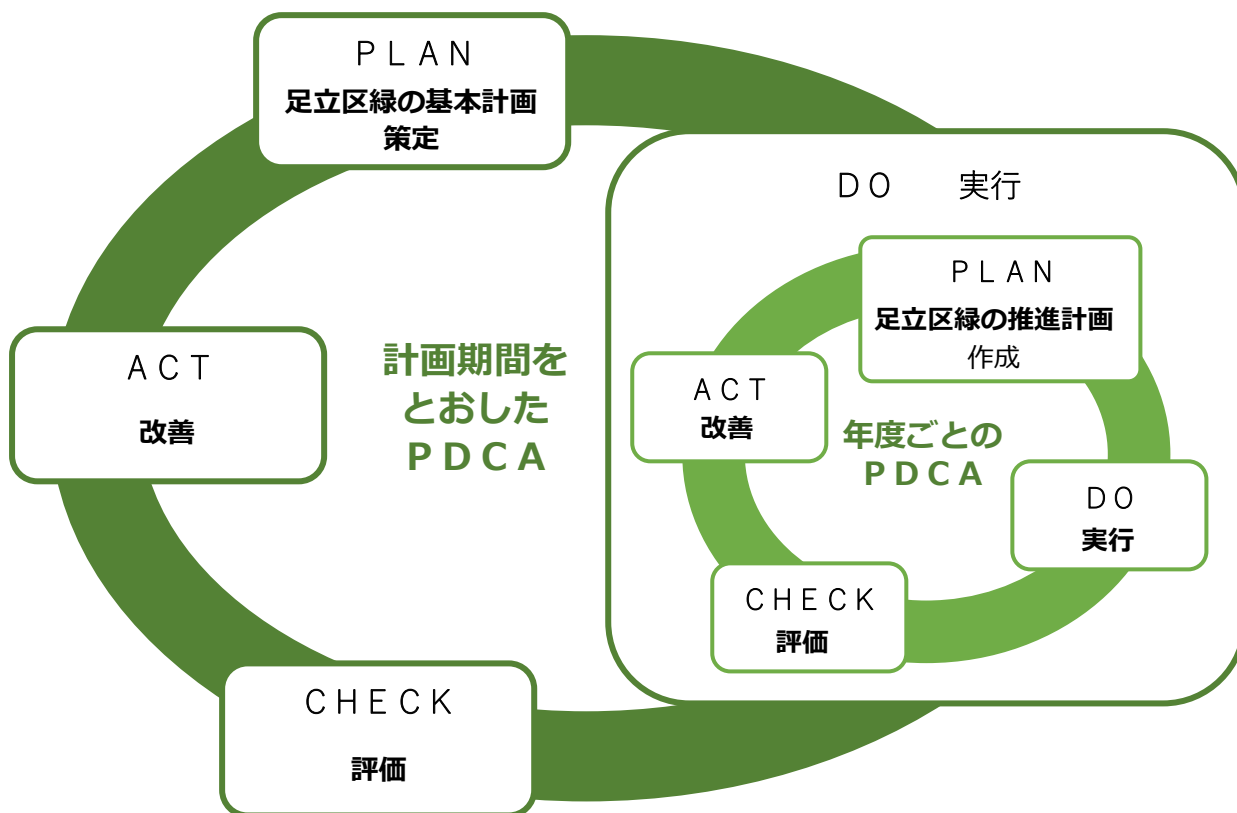 ＰＬＡＮ
足立区緑の基本計画
策定
ＤＯ　実行
ＰＬＡＮ
足立区緑の推進計画
作成
ＡＣＴ
改善
計画期間を
とおした
ＰＤＣＡ
ＡＣＴ
改善
年度ごとの
ＰＤＣＡ
ＤＯ
実行
ＣＨＥＣＫ
評価
ＣＨＥＣＫ
評価